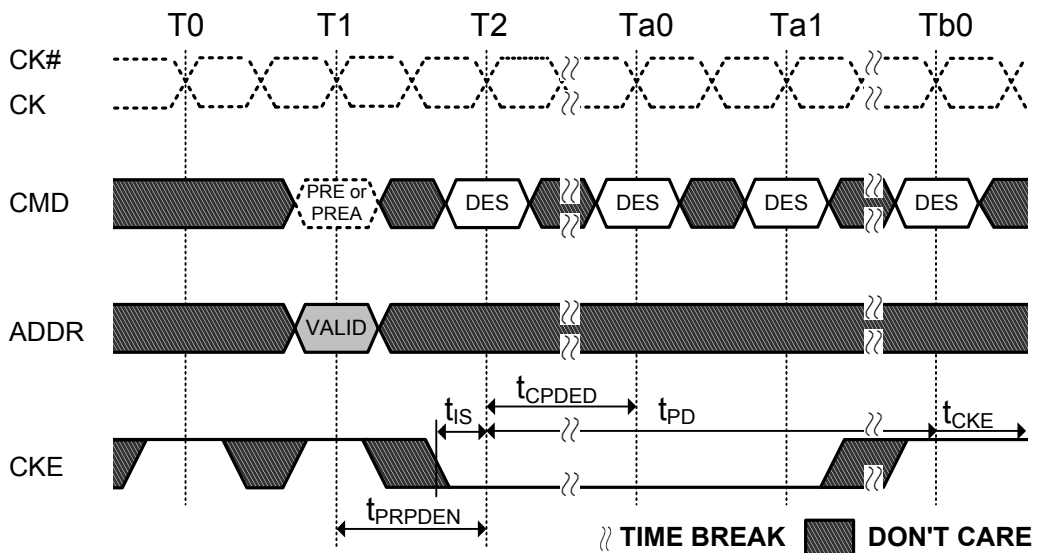 T0 T1 T2 Ta0 Ta1 Tb0
CK#
CK
CMD
PRE or
PREA
DES DES DES DES
ADDR
VALID
tIS tCPDED tPD tCKE
CKE
tPRPDEN
TIME BREAK DON'T CARE